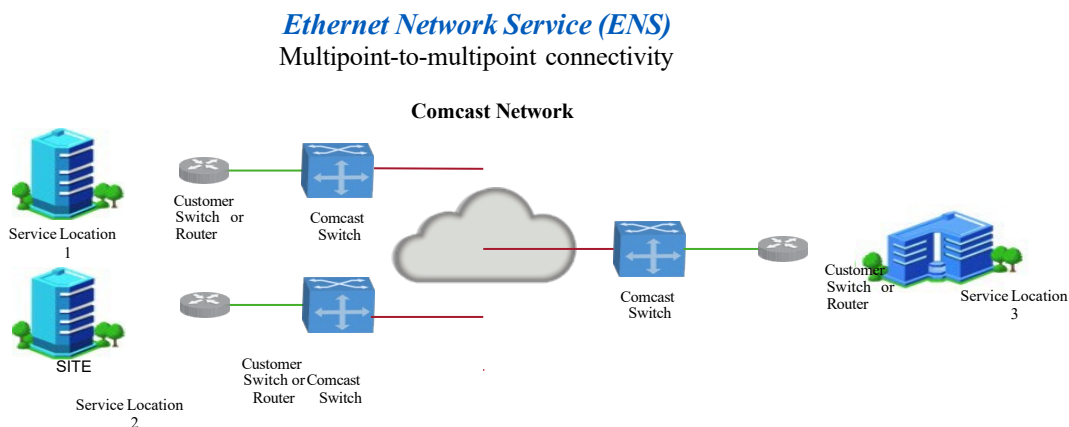 Ethernet Network Service (ENS)
Multipoint-to-multipoint connectivity
Comcast Network
Customer
Switch or
Router
Comcast
Switch
Service Location
1
Customer
Switch or
Router
Comcast
Switch
Service Location
3
SITE
Customer
Switch or
Router
Comcast
Switch
Service Location
2